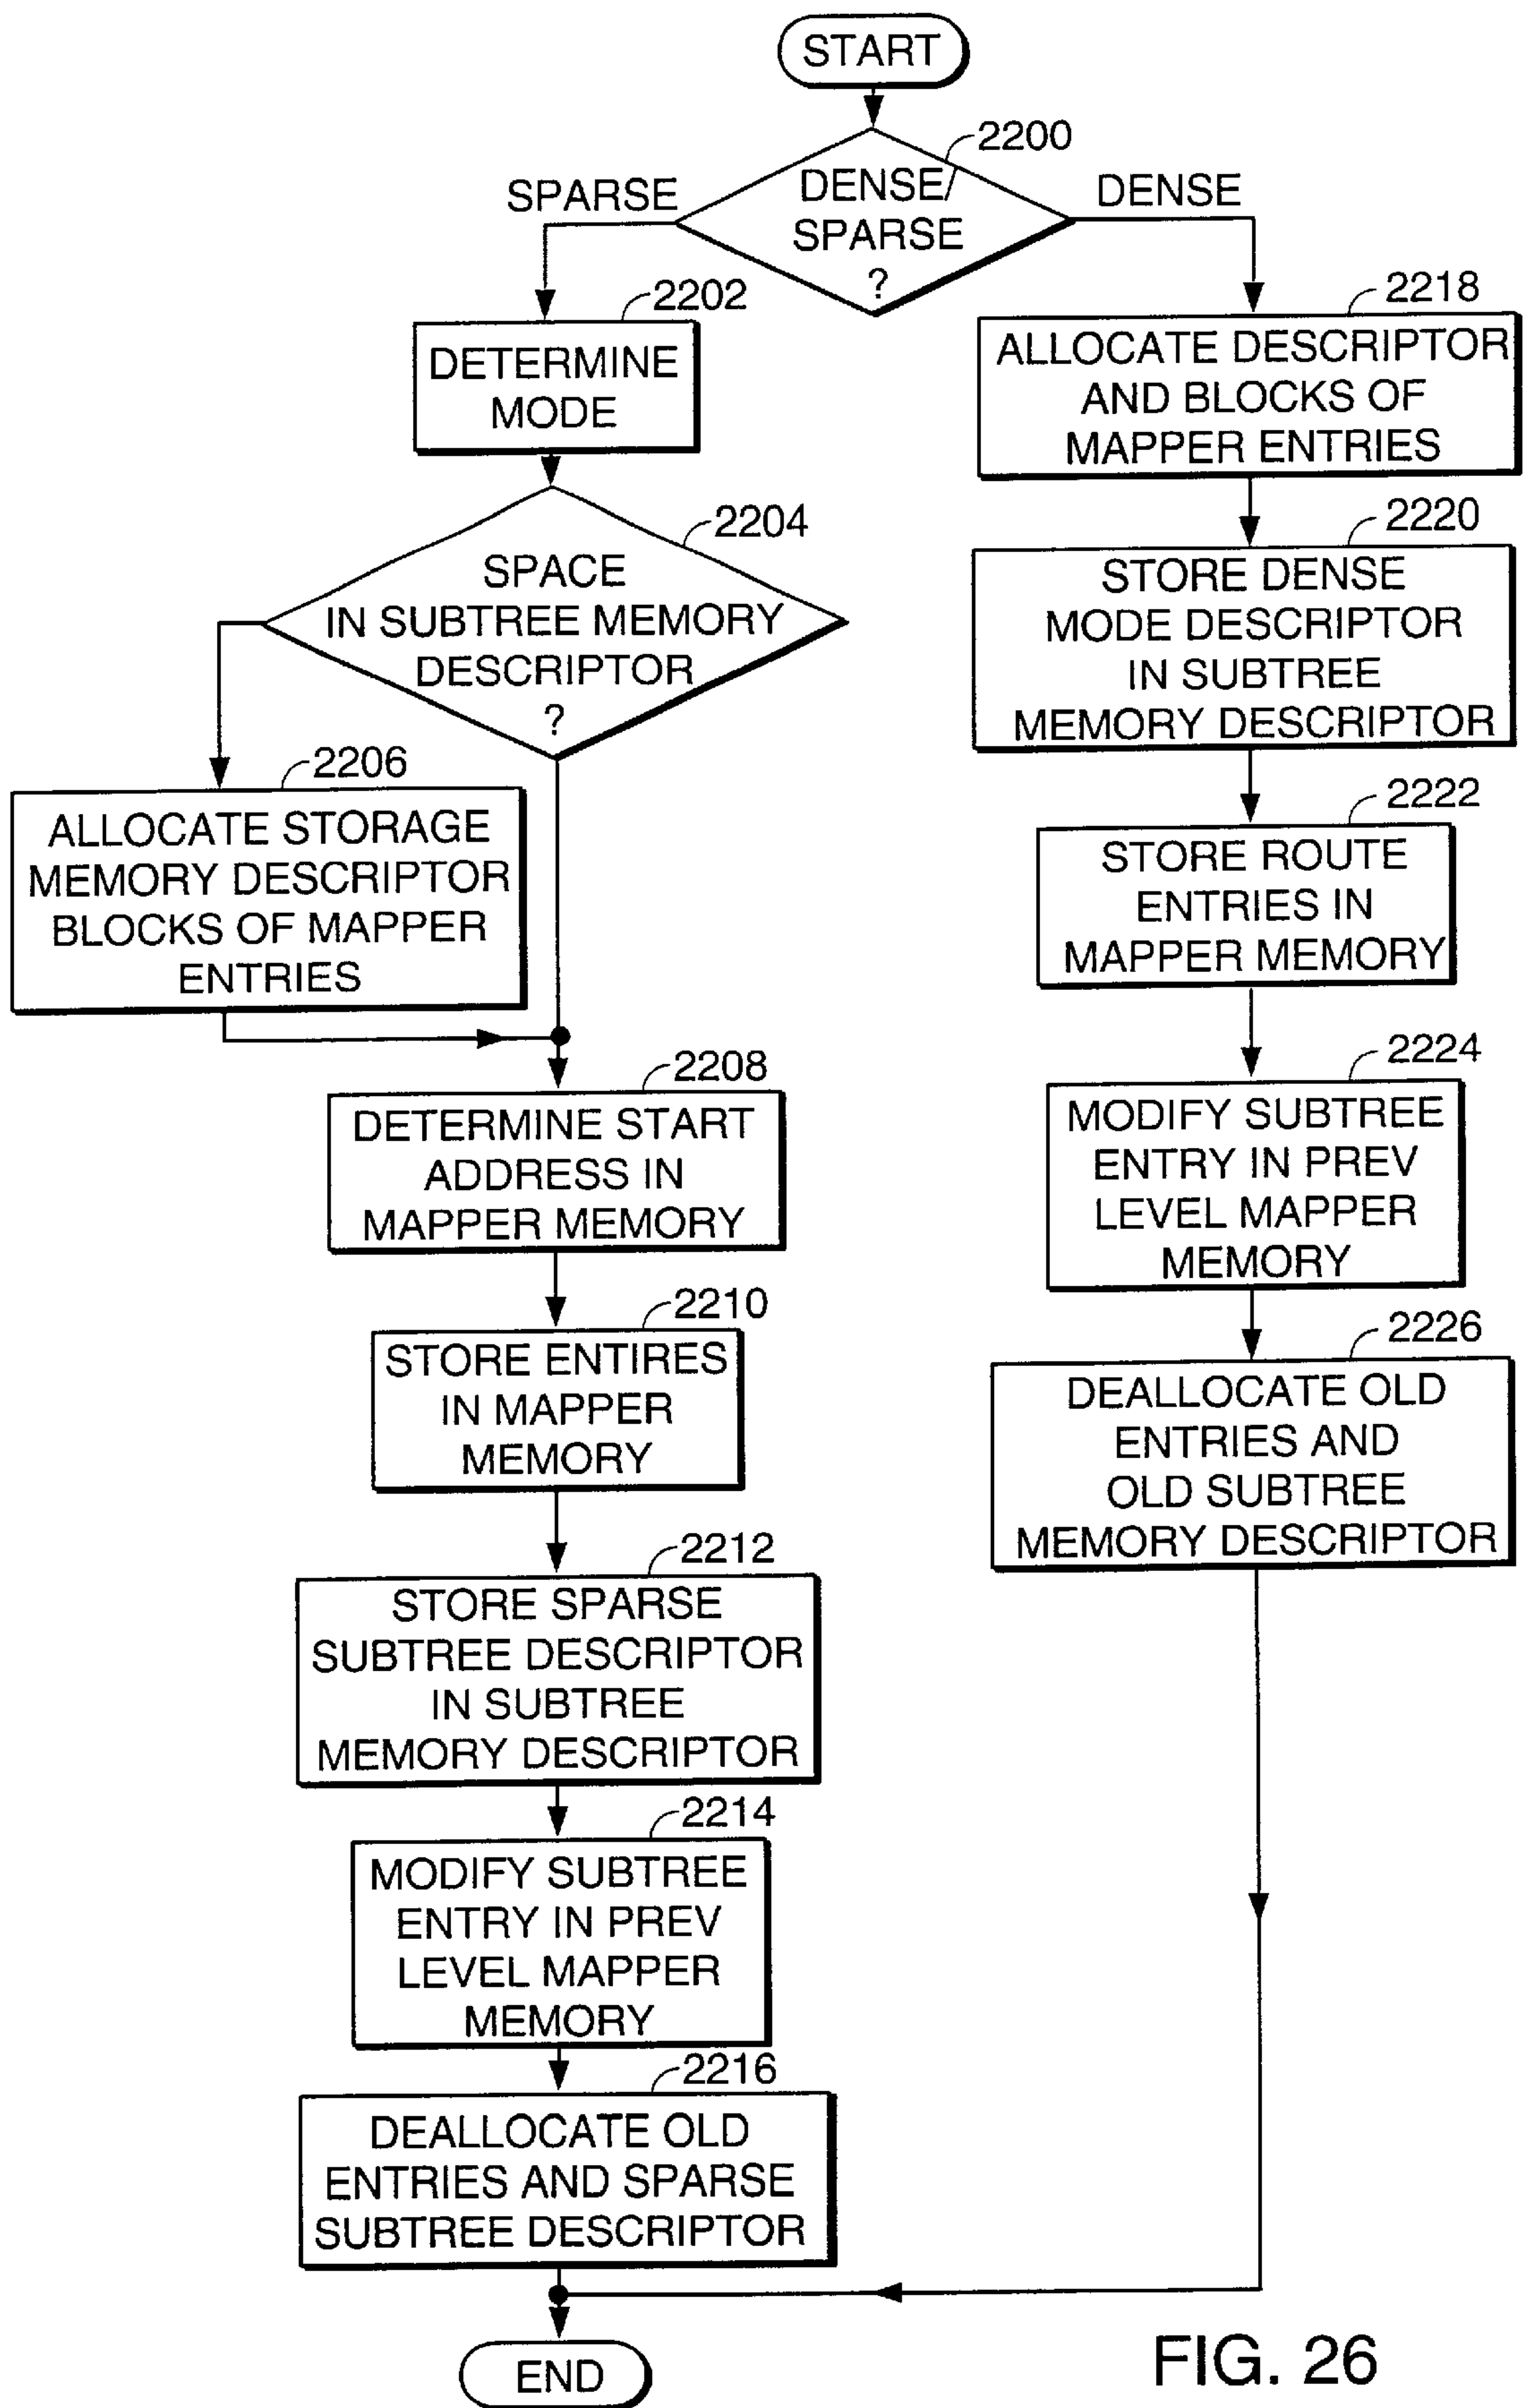 START
2200
DENSE/
SPARSE
?
SPARSE
DENSE
2202
DETERMINE
MODE
2204
SPACE
IN SUBTREE MEMORY
DESCRIPTOR
?
2206
ALLOCATE STORAGE
MEMORY DESCRIPTOR
BLOCKS OF MAPPER
ENTRIES
2208
DETERMINE START
ADDRESS IN
MAPPER MEMORY
2210
STORE ENTIRES
IN MAPPER
MEMORY
2212
STORE SPARSE
SUBTREE DESCRIPTOR
IN SUBTREE
MEMORY DESCRIPTOR
2214
MODIFY SUBTREE
ENTRY IN PREV
LEVEL MAPPER
MEMORY
2216
DEALLOCATE OLD
ENTRIES AND SPARSE
SUBTREE DESCRIPTOR
2218
ALLOCATE DESCRIPTOR
AND BLOCKS OF
MAPPER ENTRIES
2220
STORE DENSE
MODE DESCRIPTOR
IN SUBTREE
MEMORY DESCRIPTOR
2222
STORE ROUTE
ENTRIES IN
MAPPER MEMORY
2224
MODIFY SUBTREE
ENTRY IN PREV
LEVEL MAPPER
MEMORY
2226
DEALLOCATE OLD
ENTRIES AND
OLD SUBTREE
MEMORY DESCRIPTOR
END
FIG. 26